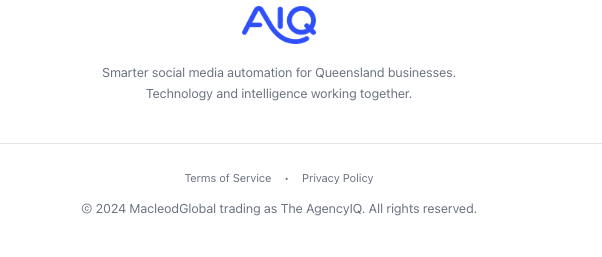 AIQ
Smarter social media automation for Queensland businesses.
Technology and intelligence working together.
Terms of Service • Privacy Policy
© 2024 MacleodGlobal trading as The AgencyIQ. All rights reserved.